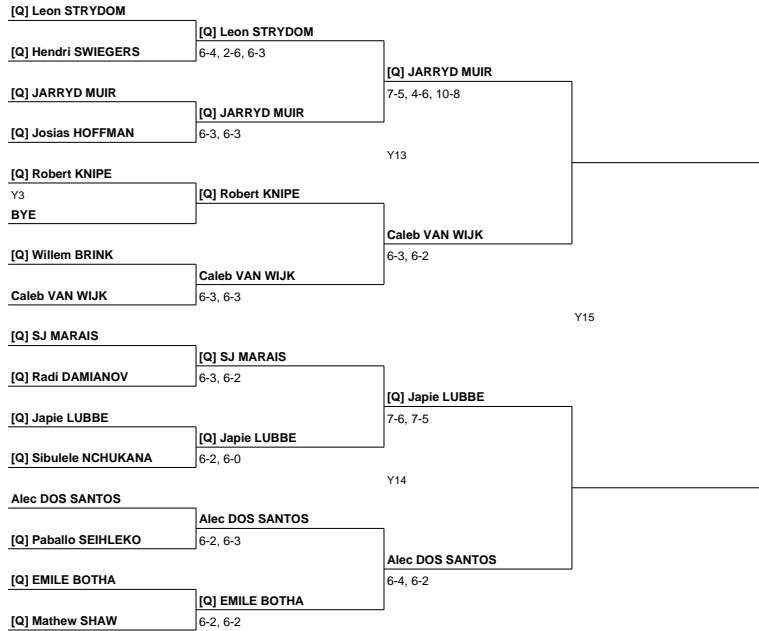 [Q] Leon STRYDOM
[Q] Leon STRYDOM
[Q] Hendri SWIEGERS
6-4, 2-6, 6-3
[Q] JARRYD MUIR
[Q] JARRYD MUIR
7-5, 4-6, 10-8
[Q] JARRYD MUIR
[Q] Josias HOFFMAN
6-3, 6-3
Y13
[Q] Robert KNIPE
Y3
[Q] Robert KNIPE
BYE
Caleb VAN WIJK
[Q] Willem BRINK
6-3, 6-2
Caleb VAN WIJK
Caleb VAN WIJK
6-3, 6-3
Y15
[Q] SJ MARAIS
[Q] SJ MARAIS
[Q] Radi DAMIANOV
6-3, 6-2
[Q] Japie LUBBE
[Q] Japie LUBBE
7-6, 7-5
[Q] Japie LUBBE
[Q] Sibulele NCHUKANA
6-2, 6-0
Y14
Alec DOS SANTOS
Alec DOS SANTOS
[Q] Paballo SEIHLEKO
6-2, 6-3
Alec DOS SANTOS
[Q] EMILE BOTHA
6-4, 6-2
[Q] EMILE BOTHA
[Q] Mathew SHAW
6-2, 6-2